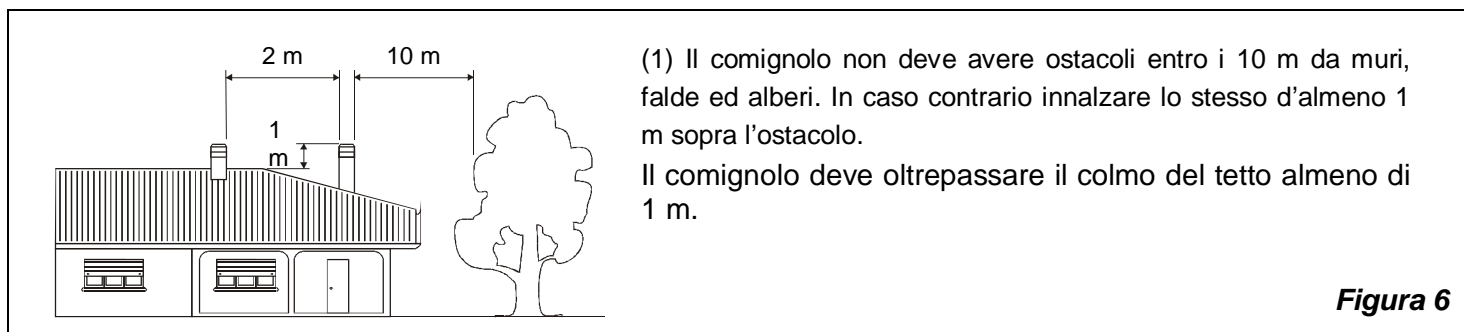 2 m
10 m
1
m
(1) Il comignolo non deve avere ostacoli entro i 10 m da muri,
falde ed alberi. In caso contrario innalzare lo stesso d'almeno 1
m sopra l'ostacolo.
Il comignolo deve oltrepassare il colmo del tetto almeno di
1 m.
Figura 6